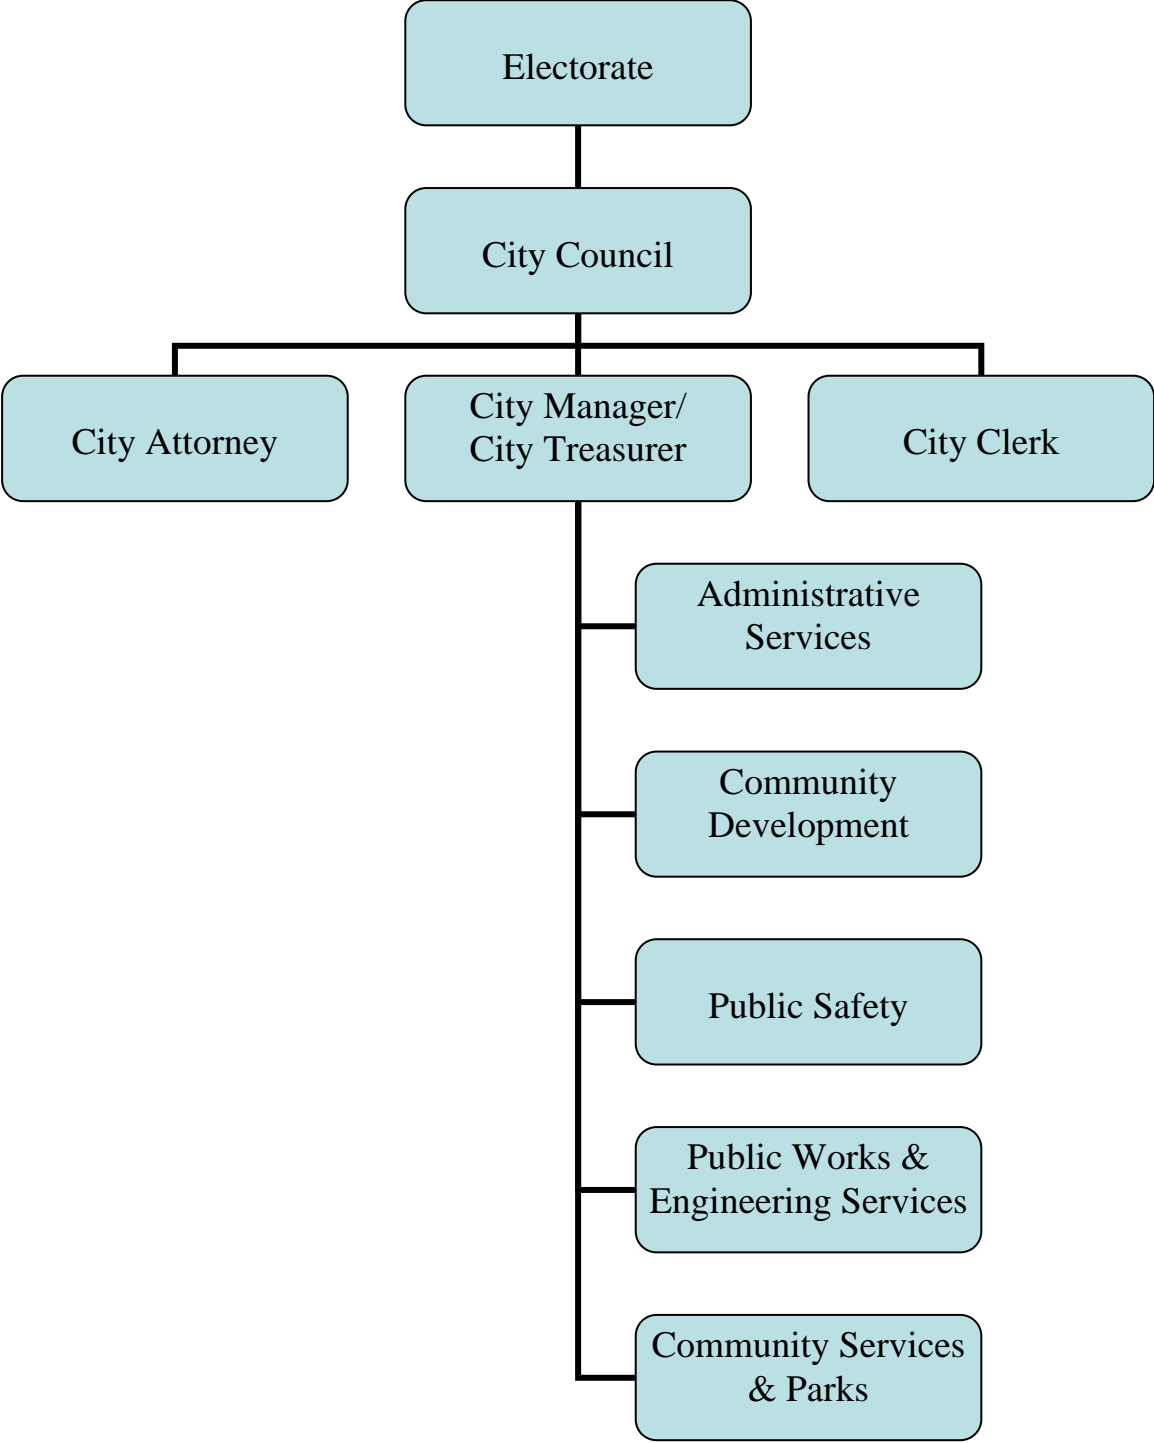 Electorate
City Council
City Attorney
City Manager/
City Treasurer
City Clerk
Administrative
Services
Community
Development
Public Safety
Public Works &
Engineering Services
Community Services
& Parks